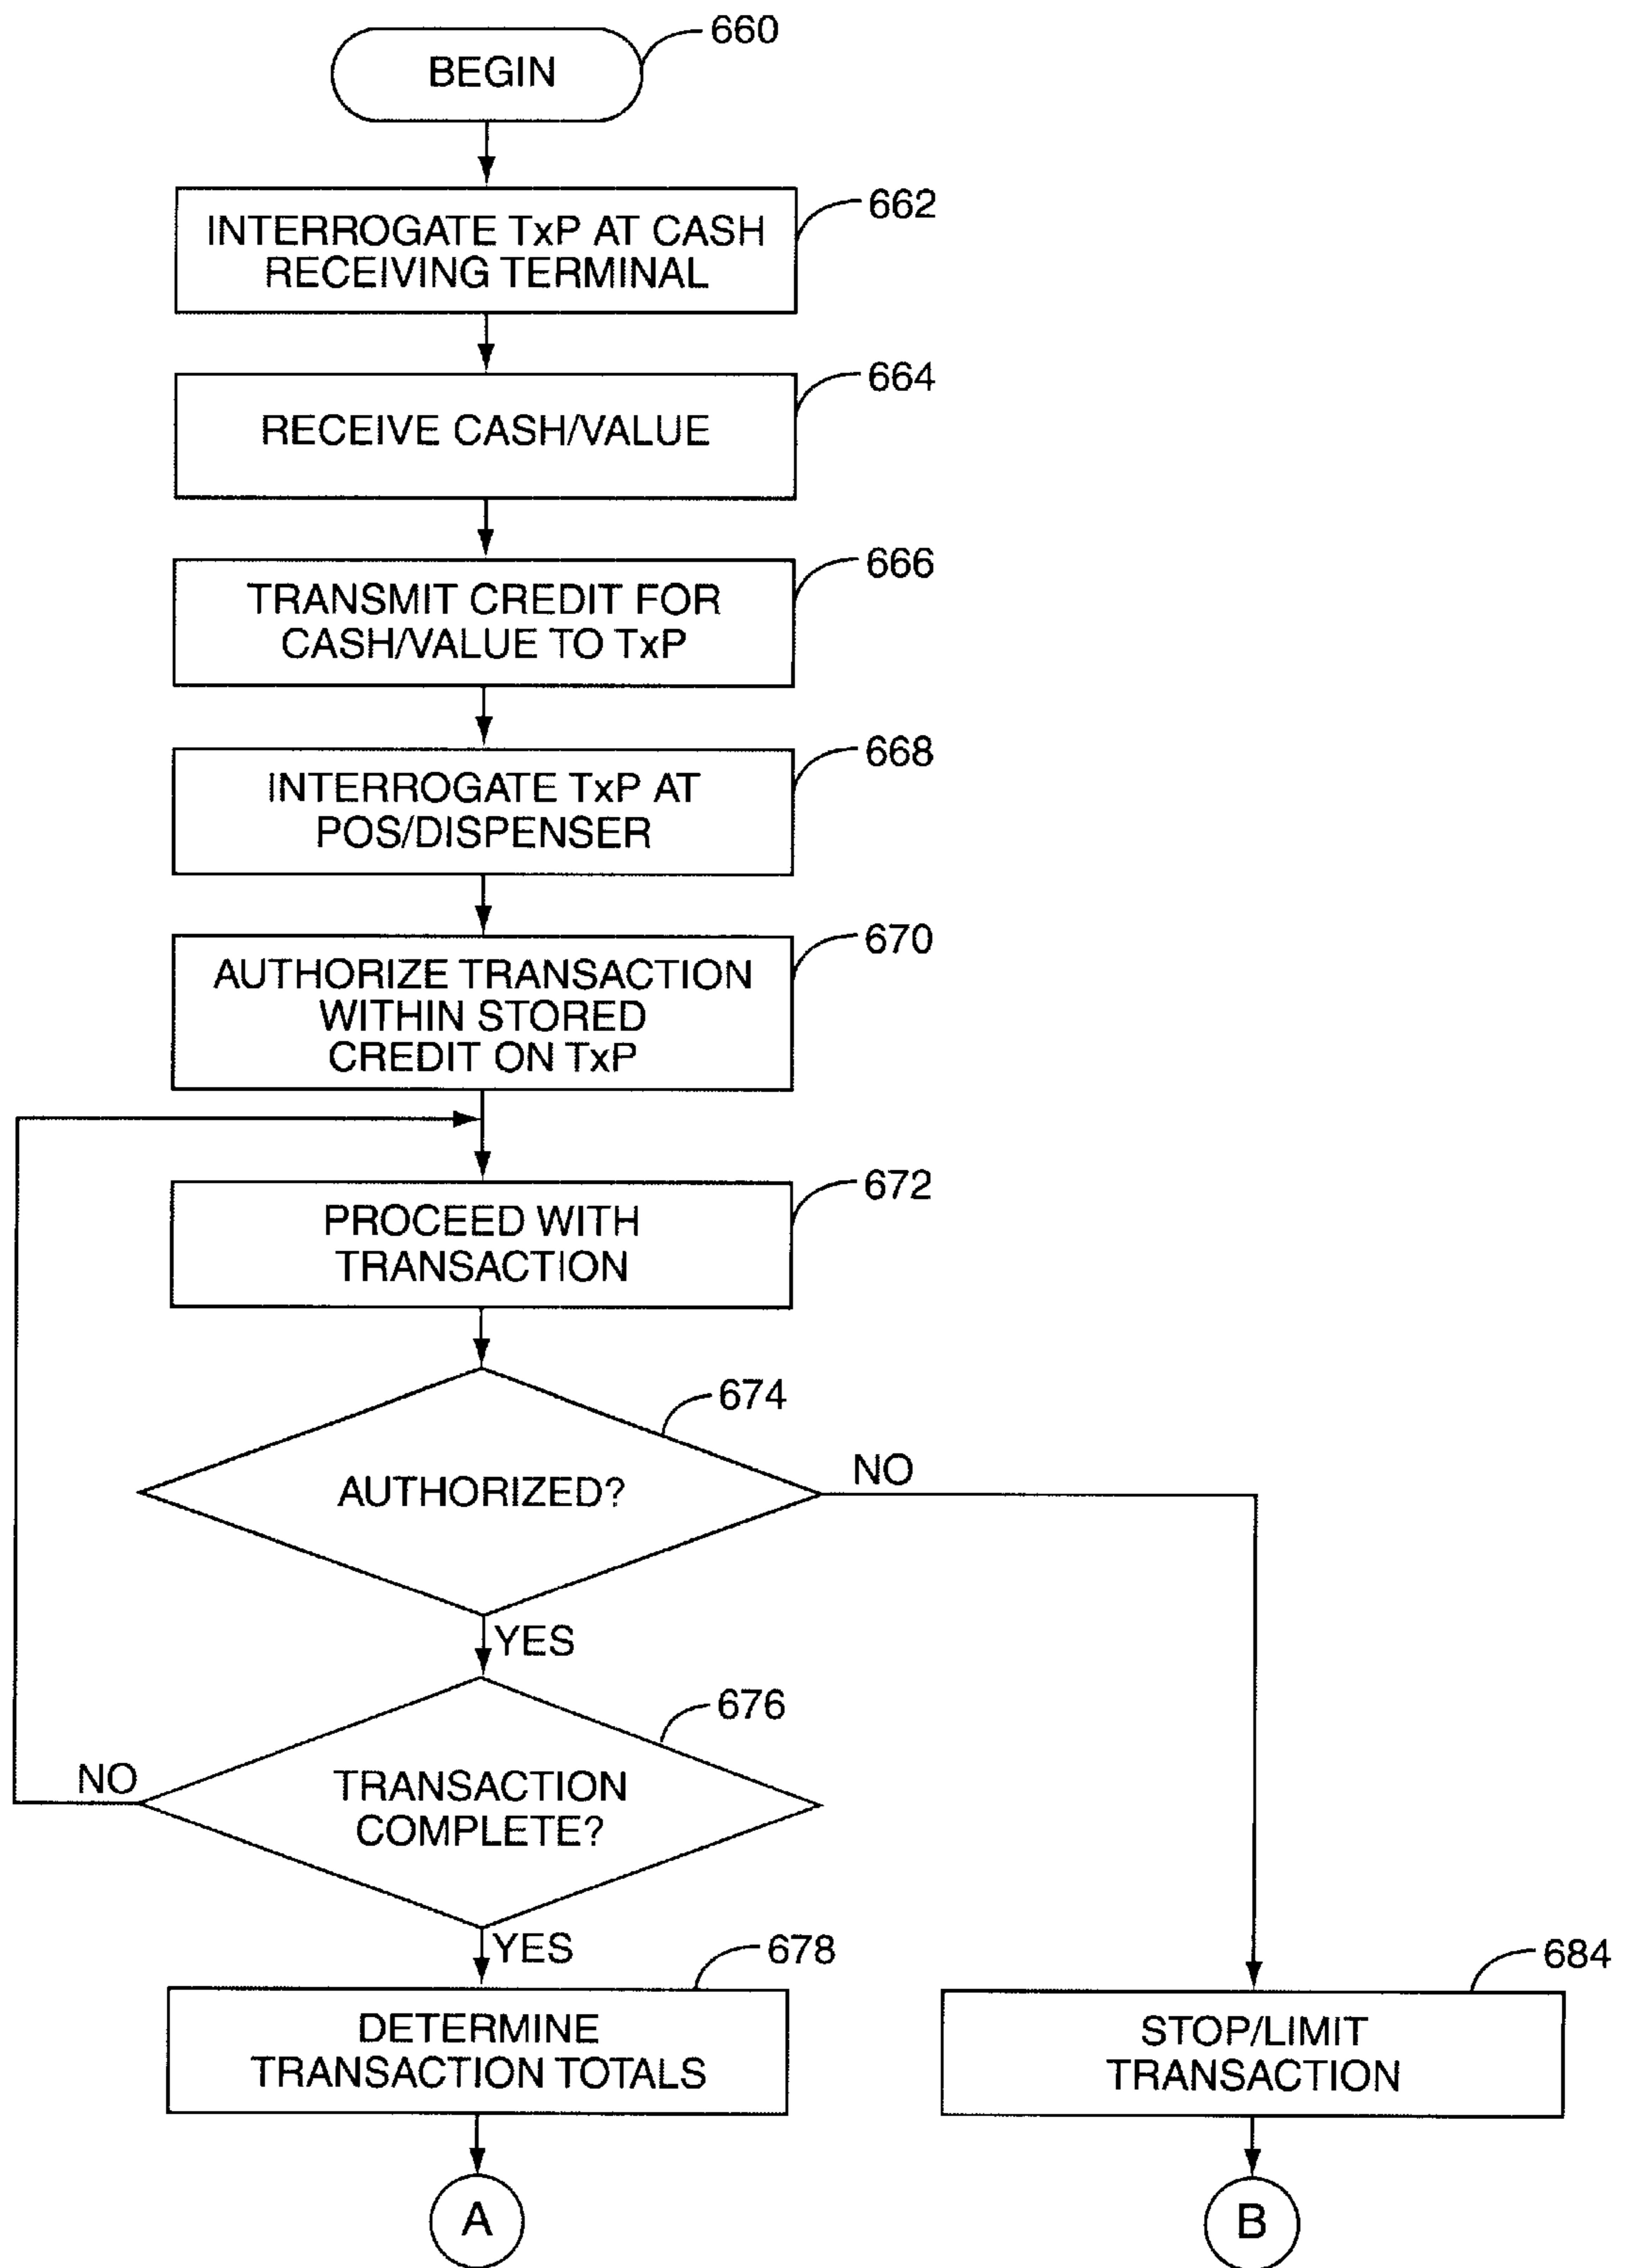 660
BEGIN
662
INTERROGATE TxP AT CASH
RECEIVING TERMINAL
664
RECEIVE CASH/VALUE
666
TRANSMIT CREDIT FOR
CASH/VALUE TO TxP
668
INTERROGATE TxP AT
POS/DISPENSER
670
AUTHORIZE TRANSACTION
WITHIN STORED
CREDIT ON TxP
672
PROCEED WITH
TRANSACTION
674
AUTHORIZED?
NO
YES
676
TRANSACTION
COMPLETE?
NO
YES
678
DETERMINE
TRANSACTION TOTALS
684
STOP/LIMIT
TRANSACTION
A
B